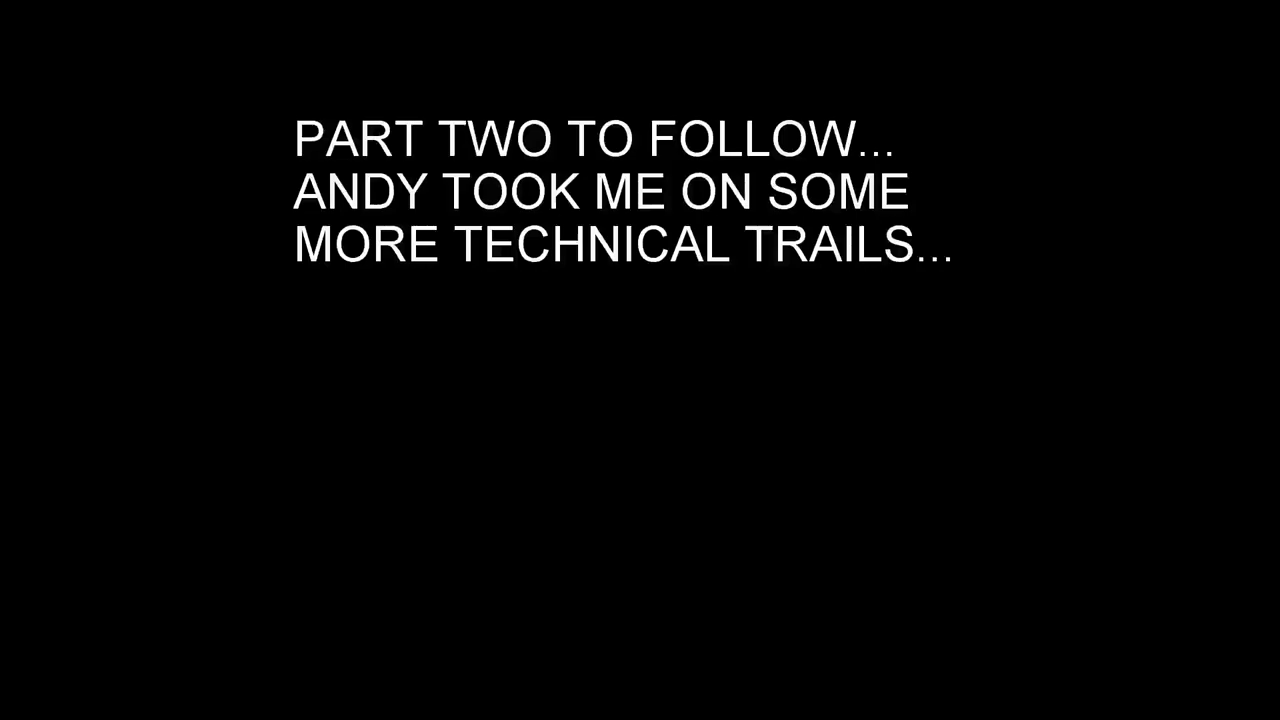 PART TWO TO FOLLOW...
ANDY TOOK ME ON SOME
MORE TECHNICAL TRAILS...